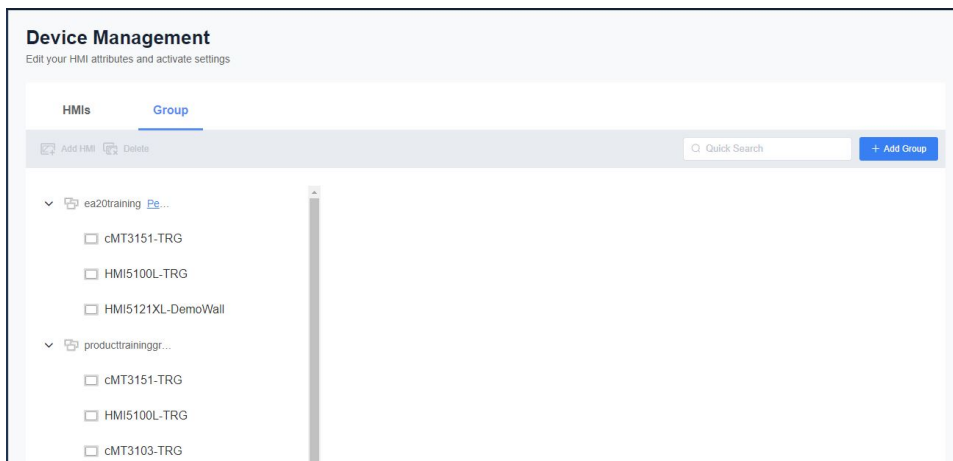 Device Management
Edit your HMI attributes and activate settings
HMIs Group
Add HMI Delete Quick Search + Add Group
ea20training Pe...
cMT3151-TRG
HMI5100L-TRG
HMI5121XL-DemoWall
producttraininggr...
cMT3151-TRG
HMI5100L-TRG
cMT3103-TRG